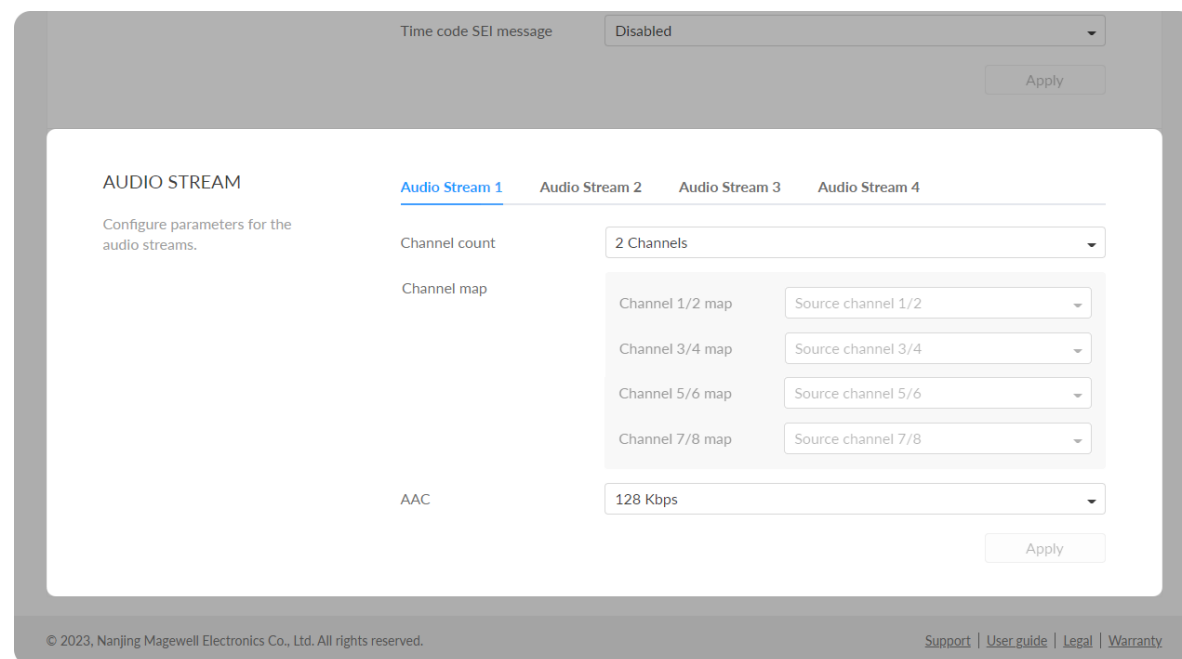 Time code SEI message Disabled
Apply
AUDIO STREAM
Configure parameters for the
audio streams.
Audio Stream 1 Audio Stream 2 Audio Stream 3 Audio Stream 4
Channel count 2 Channels
Channel map
Channel 1/2 map Source channel 1/2
Channel 3/4 map Source channel 3/4
Channel 5/6 map Source channel 5/6
Channel 7/8 map Source channel 7/8
AAC 128 Kbps
Apply
© 2023, Nanjing Magewell Electronics Co., Ltd. All rights reserved. Support | User guide | Legal | Warranty